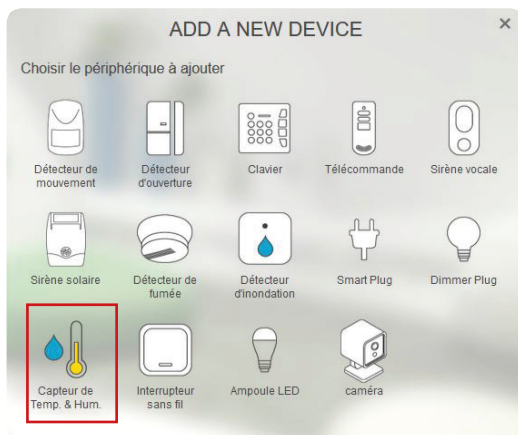 ADD A NEW DEVICE
×
Choisir le périphérique à ajouter
Détecteur de
mouvement
Détecteur
d'ouverture
Clavier
Télécommande
Sirène vocale
Sirène solaire
Détecteur de
fumée
Détecteur
d'inondation
Smart Plug
Dimmer Plug
Capteur de
Temp. & Hum.
Interrupteur
sans fil
Ampoule LED
caméra